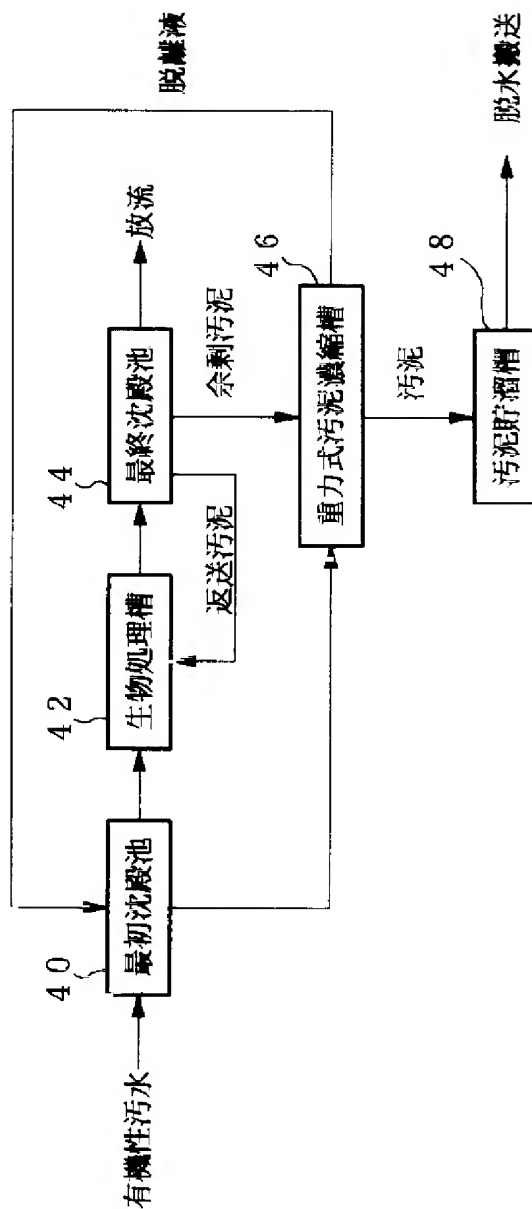 脱離液
44
放流
42
最終沈殿池
40
生物処理槽
余剰汚泥
最初沈殿池
返送汚泥
46
有機性汚水
重力式汚泥濃縮槽
汚泥
48
脱水搬送
汚泥貯溜槽